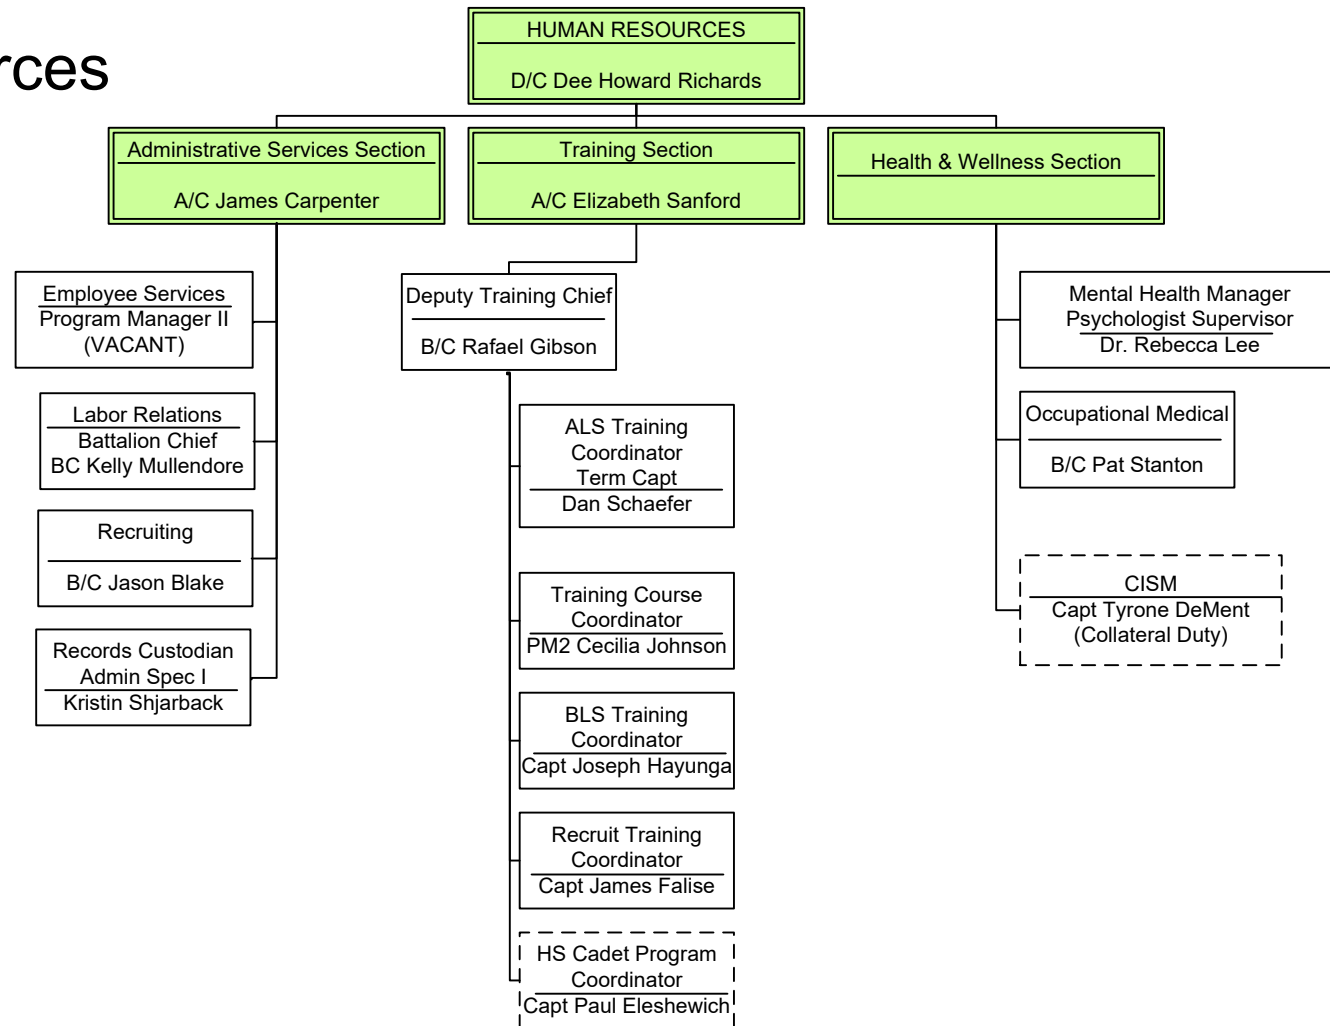 rces
HUMAN RESOURCES
D/C Dee Howard Richards
Administrative Services Section
A/C James Carpenter
Training Section
A/C Elizabeth Sanford
Health & Wellness Section
Employee Services
Program Manager II
(VACANT)
Labor Relations
Battalion Chief
BC Kelly Mullendore
Recruiting
B/C Jason Blake
Records Custodian
Admin Spec I
Kristin Shjarback
Deputy Training Chief
B/C Rafael Gibson
ALS Training
Coordinator
Term Capt
Dan Schaefer
Training Course
Coordinator
PM2 Cecilia Johnson
BLS Training
Coordinator
Capt Joseph Hayunga
Recruit Training
Coordinator
Capt James Falise
HS Cadet Program
Coordinator
Capt Paul Eleshewich
Mental Health Manager
Psychologist Supervisor
Dr. Rebecca Lee
Occupational Medical
B/C Pat Stanton
CISM
Capt Tyrone DeMent
(Collateral Duty)